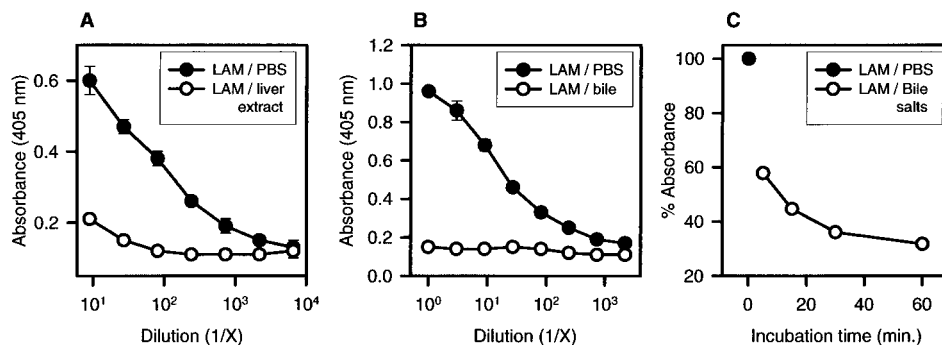 A
0.6
0.4
0.2
Absorbance (405 nm)
LAM / PBS
LAM / liver
extract
10¹
10²
10³
10⁴
Dilution (1/X)
B
1.2
1.0
0.8
0.6
0.4
0.2
0.0
Absorbance (405 nm)
LAM / PBS
LAM / bile
10⁰
10¹
10²
10³
Dilution (1/X)
C
100
80
60
40
20
% Absorbance
LAM / PBS
LAM / Bile
salts
0
20
40
60
Incubation time (min.)